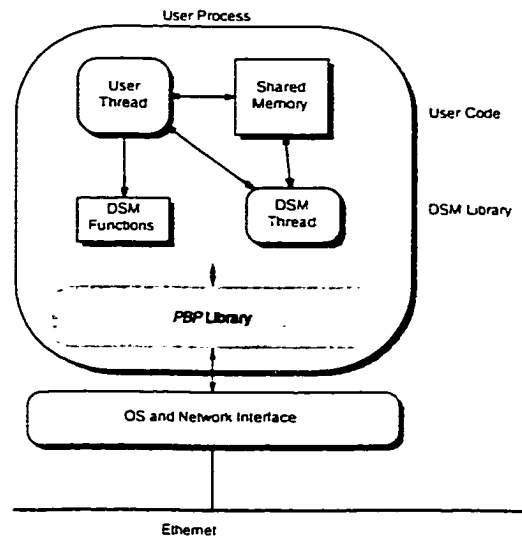 User Process
User
Thread
Shared
Memory
User Code
DSM
Functions
DSM
Thread
DSM Library
PBP Library
OS and Network Interface
Ethernet